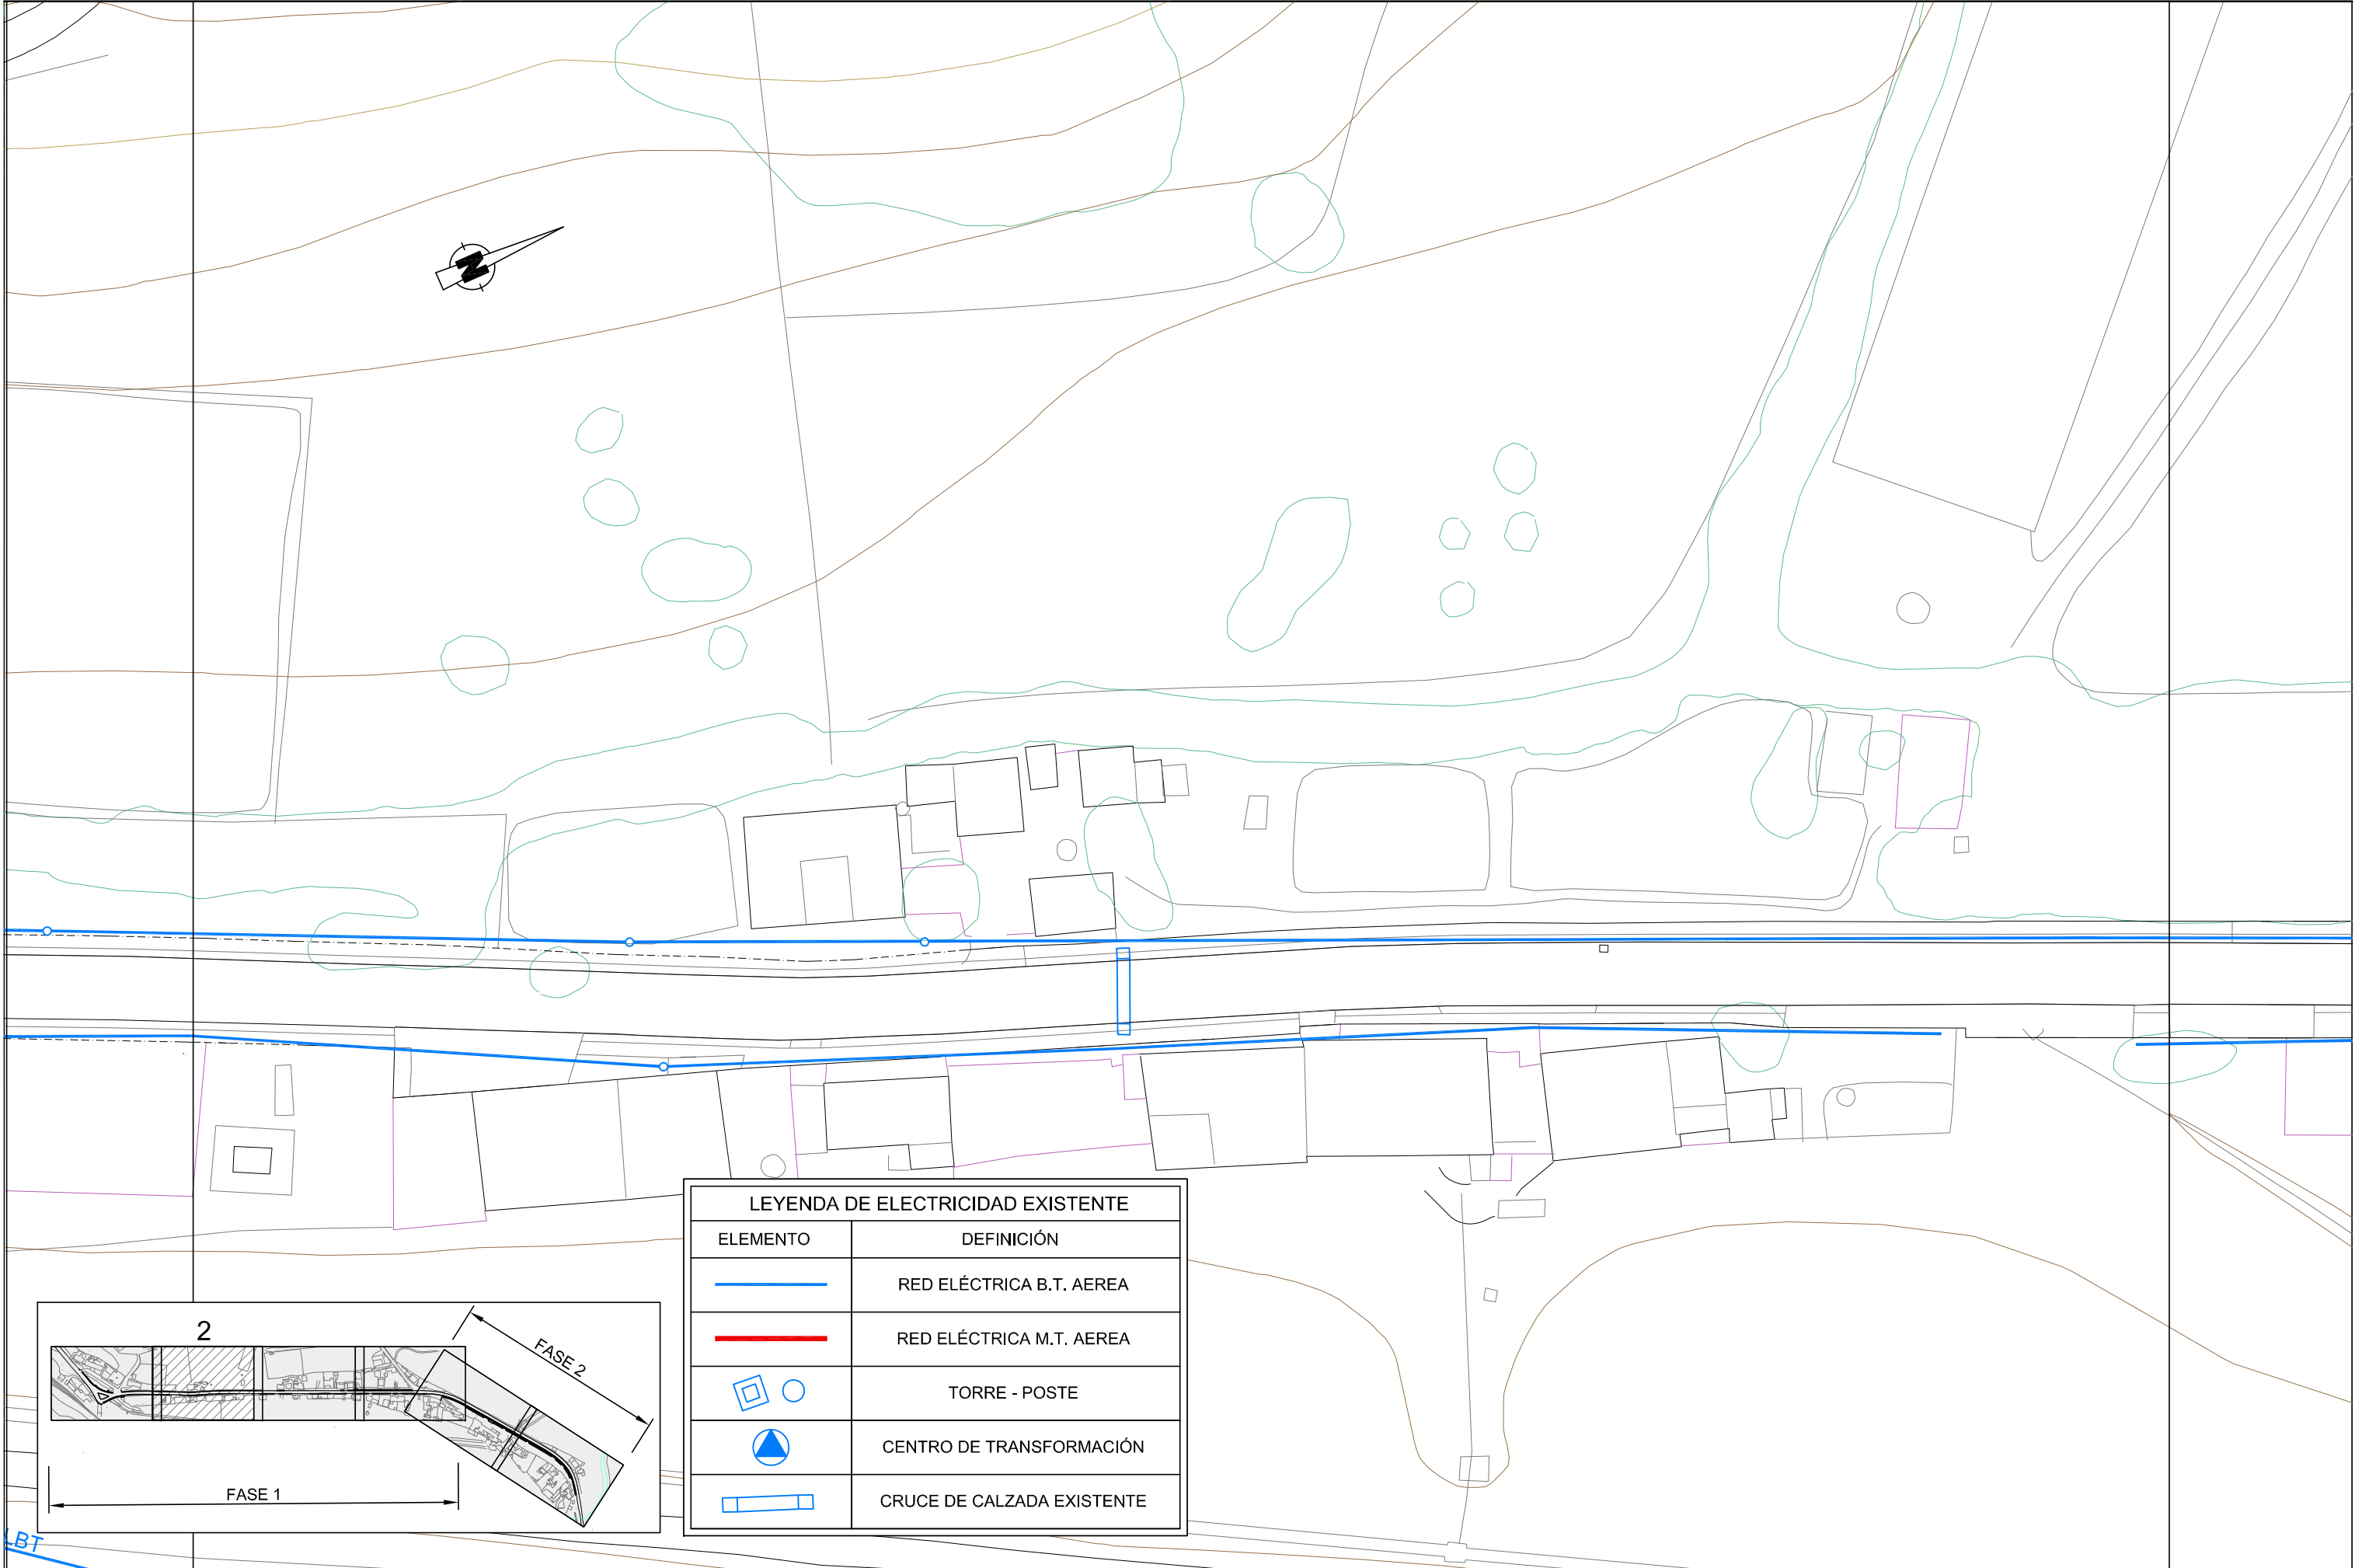 N
LEYENDA DE ELECTRICIDAD EXISTENTE
ELEMENTO DEFINICIÓN
RED ELÉCTRICA B.T. AEREA
RED ELÉCTRICA M.T. AEREA
TORRE - POSTE
CENTRO DE TRANSFORMACIÓN
CRUCE DE CALZADA EXISTENTE
2
FASE 2
FASE 1
LBT